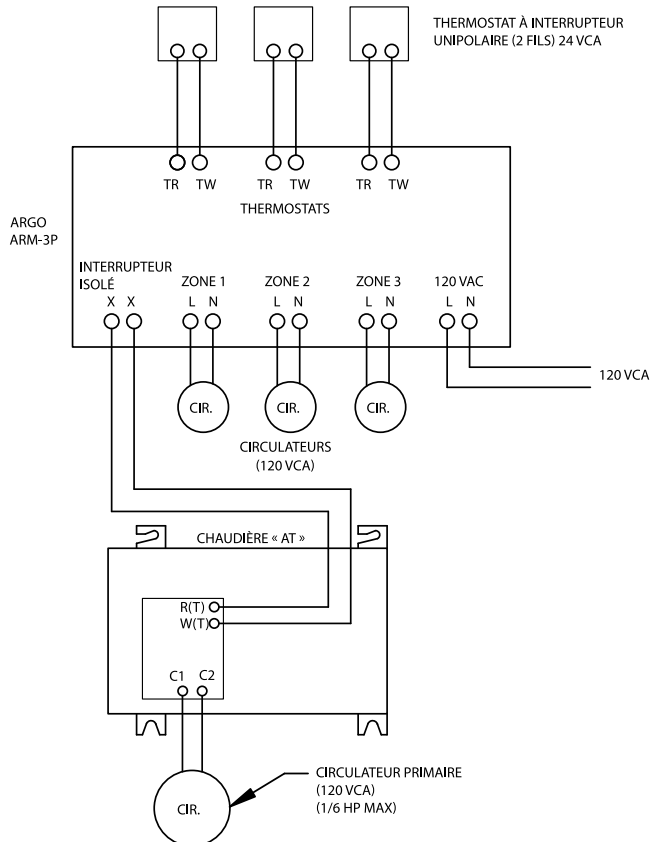 THERMOSTAT À INTERRUPTEUR
UNIPOLAIRE (2 FILS) 24 VCA
TR TW TR TW TR TW
THERMOSTATS
ARGO
ARM-3P
INTERRUPTEUR
ISOLÉ
ZONE 1 ZONE 2 ZONE 3 120 VAC
X X L N L N L N L N
120 VCA
CIR. CIR. CIR.
CIRCULATEURS
(120 VCA)
CHAUDIÈRE « AT »
R(T)
W(T)
C1 C2
CIRCULATEUR PRIMAIRE
(120 VCA)
(1/6 HP MAX)
CIR.